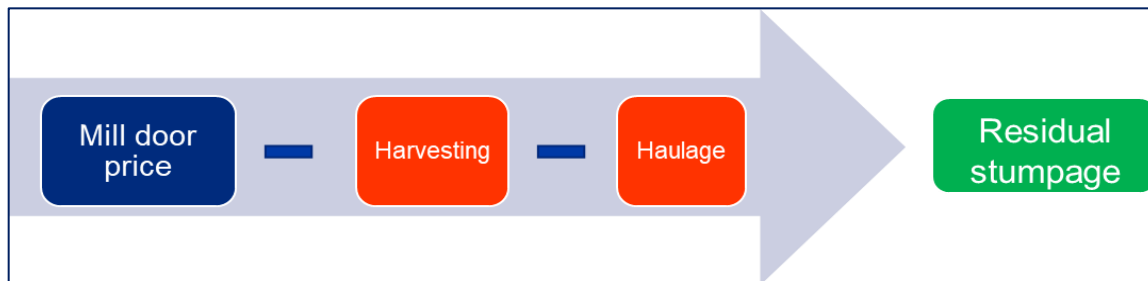 Mill door
price
Harvesting
Haulage
Residual
stumpage